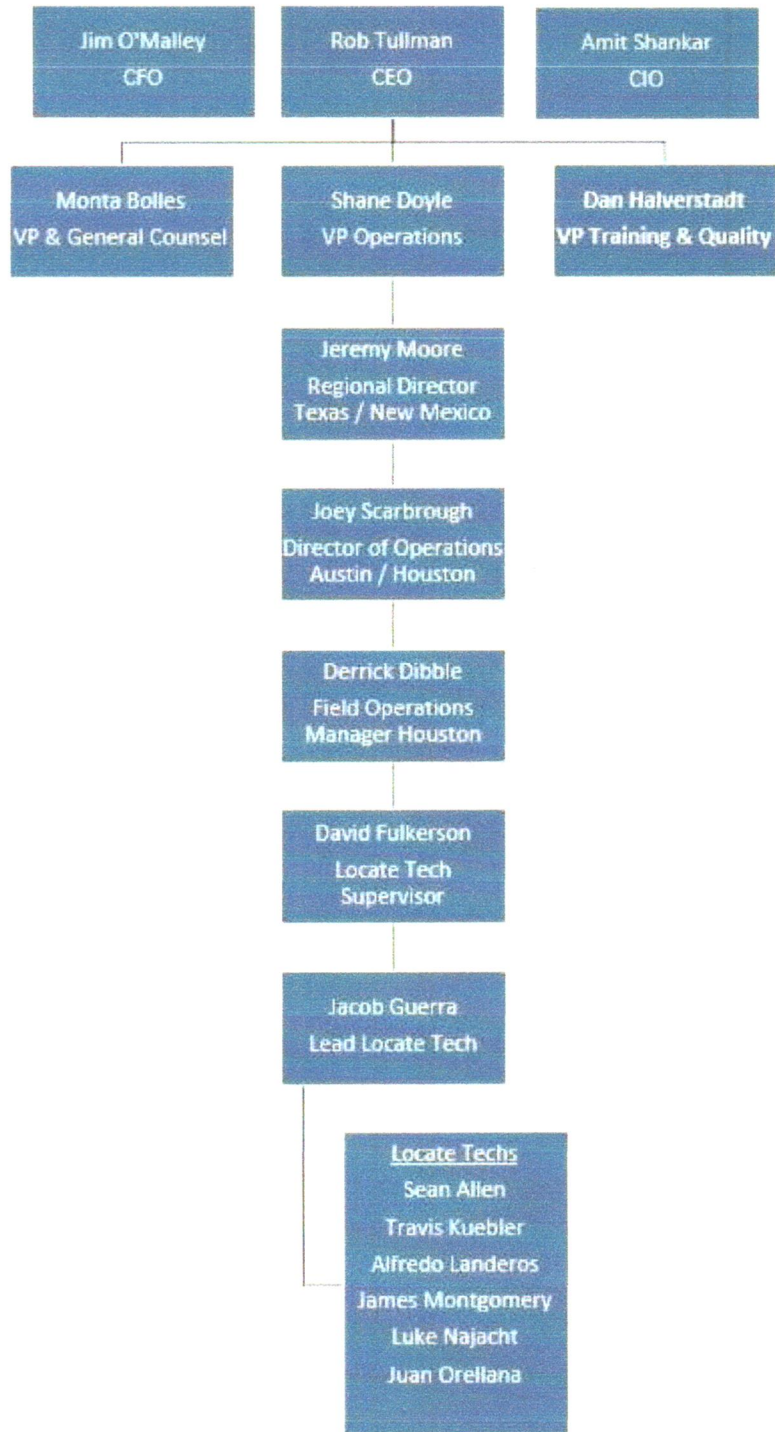 Jim O'Malley
CFO
Rob Tullman
CEO
Amit Shankar
CIO
Monta Bolles
VP & General Counsel
Shane Doyle
VP Operations
Dan Halverstadt
VP Training & Quality
Jeremy Moore
Regional Director
Texas / New Mexico
Joey Scarbrough
Director of Operations
Austin / Houston
Derrick Dibble
Field Operations
Manager Houston
David Fulkerson
Locate Tech
Supervisor
Jacob Guerra
Lead Locate Tech
Locate Techs
Sean Allen
Travis Kuebler
Alfredo Landeros
James Montgomery
Luke Najacht
Juan Orellana